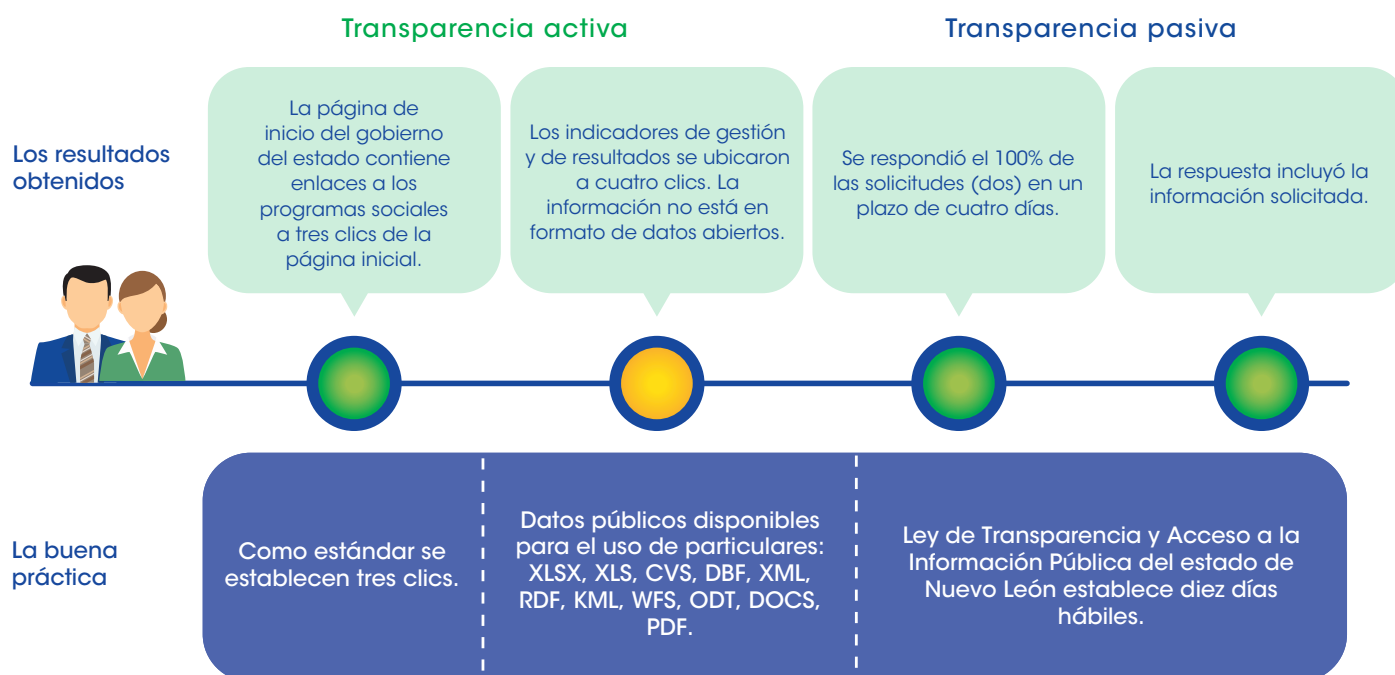 Transparencia activa
Transparencia pasiva
Los resultados
obtenidos
La página de
inicio del gobierno
del estado contiene
enlaces a los
programas sociales
a tres clics de la
página inicial.
Los indicadores de gestión
y de resultados se ubicaron
a cuatro clics. La
información no está en
formato de datos abiertos.
Se respondió el 100% de
las solicitudes (dos) en un
plazo de cuatro días.
La respuesta incluyó la
información solicitada.
La buena
práctica
Como estándar se
establecen tres clics.
Datos públicos disponibles
para el uso de particulares:
XLSX, XLS, CVS, DBF, XML,
RDF, KML, WFS, ODT, DOCS,
PDF.
Ley de Transparencia y Acceso a la
Información Pública del estado de
Nuevo León establece diez días
hábiles.